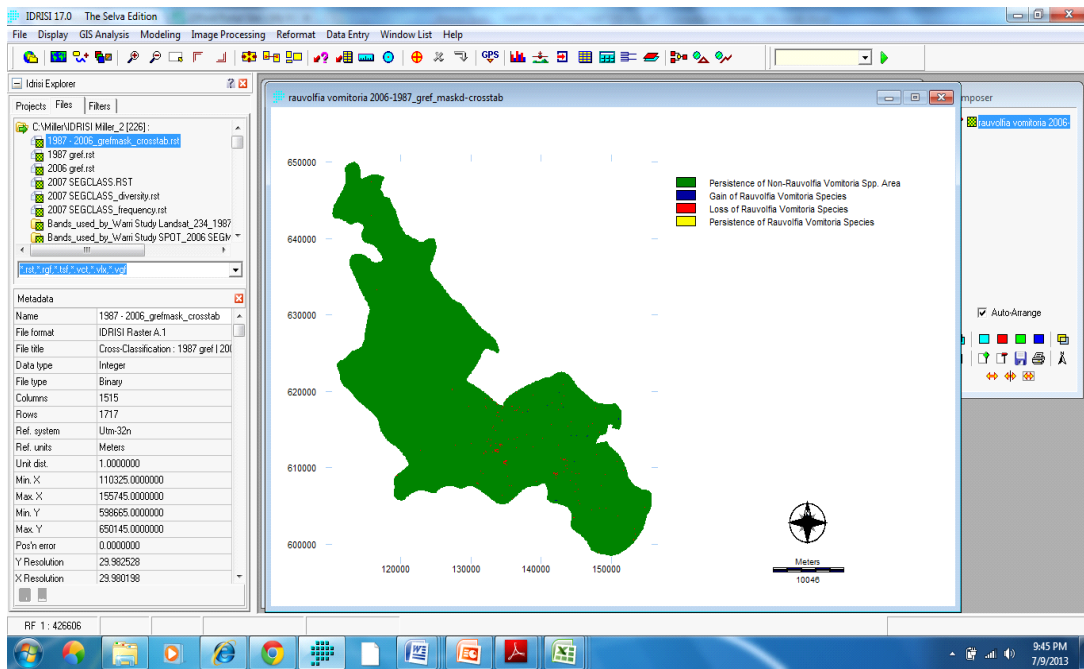 IDRISI 17.0 The Selva Edition
File Display GIS Analysis Modeling Image Processing Reformat Data Entry Window List Help
GPS
Idrisi Explorer
Projects Files Filters
C:\Miller\IDRISI Miller_2 [226] :
1987 - 2006_grefmask_crosstab.rst
1987 gref.rst
2006 gref.rst
2007 SEGCLASS.RST
2007 SEGCLASS_diversity.rst
2007 SEGCLASS_frequency.rst
Bands_used_by_Warri Study Landsat_234_1987
Bands_used_by_Warri Study SPOT_2006 SEGM
*.rst,*.rgf,*.tsf,*.vct,*.vlx,*.vgf
Metadata
Name 1987 - 2006_grefmask_crosstab
File format IDRISI Raster A.1
File title Cross-Classification : 1987 gref | 200
Data type Integer
File type Binary
Columns 1515
Rows 1717
Ref. system Utm-32n
Ref. units Meters
Unit dist. 1.0000000
Min. X 110325.0000000
Max. X 155745.0000000
Min. Y 598665.0000000
Max. Y 650145.0000000
Pos'n error 0.0000000
Y Resolution 29.982528
X Resolution 29.980198
rauvolfia vomitoria 2006-1987_gref_maskd-crosstab
650000
640000
630000
620000
610000
600000
120000 130000 140000 150000
Persistence of Non-Rauvolfia Vomitoria Spp. Area
Gain of Rauvolfia Vomitoria Species
Loss of Rauvolfia Vomitoria Species
Persistence of Rauvolfia Vomitoria Species
Meters
10046
mposer
rauvolfia vomitoria 2006-
Auto-Arrange
RF 1 : 426606
9:45 PM
7/9/2013